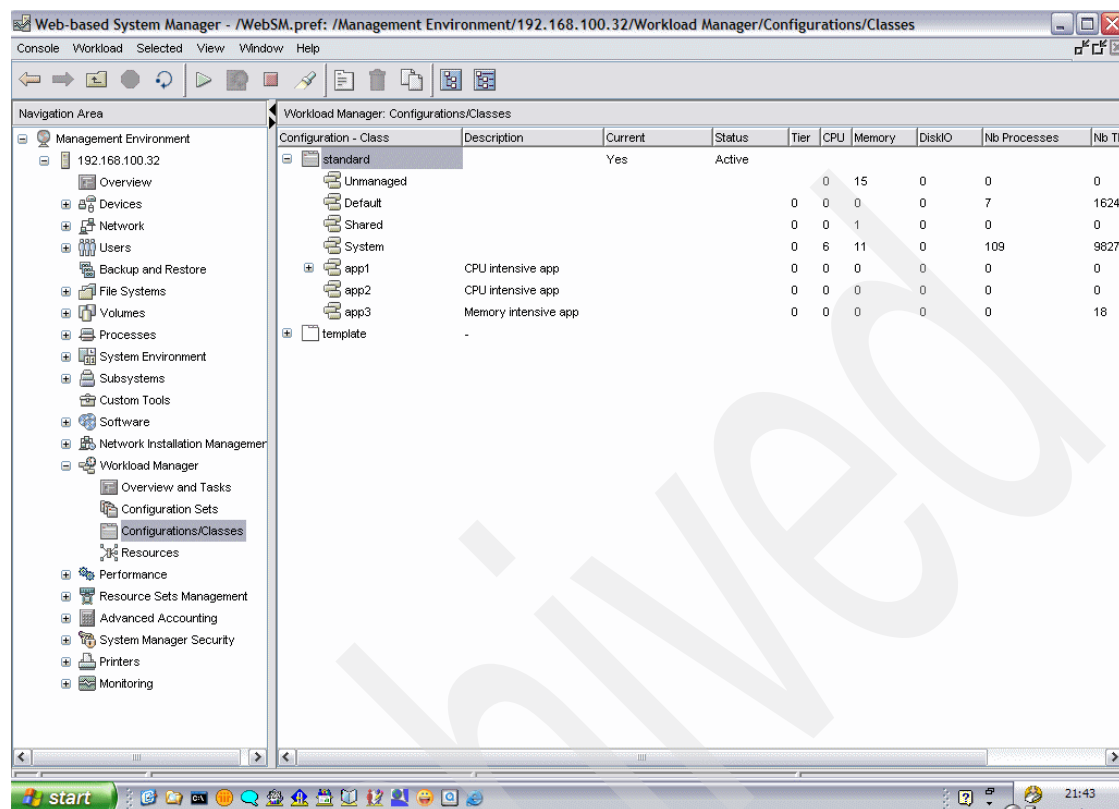 Web-based System Manager - /WebSM.pref: /Management Environment/192.168.100.32/Workload Manager/Configurations/Classes
Console Workload Selected View Window Help
Navigation Area
Management Environment
192.168.100.32
Overview
Devices
Network
Users
Backup and Restore
File Systems
Volumes
Processes
System Environment
Subsystems
Custom Tools
Software
Network Installation Managemer
Workload Manager
Overview and Tasks
Configuration Sets
Configurations/Classes
Resources
Performance
Resource Sets Management
Advanced Accounting
System Manager Security
Printers
Monitoring
Workload Manager: Configurations/Classes
Configuration - Class Description Current Status Tier CPU Memory DiskIO Nb Processes Nb T
standard Yes Active
Unmanaged 0 15 0 0 0
Default 0 0 0 0 7 1624
Shared 0 0 1 0 0 0
System 0 6 11 0 109 9827
app1 CPU intensive app 0 0 0 0 0 0
app2 CPU intensive app 0 0 0 0 0 0
app3 Memory intensive app 0 0 0 0 0 18
template -
start 21:43
hived